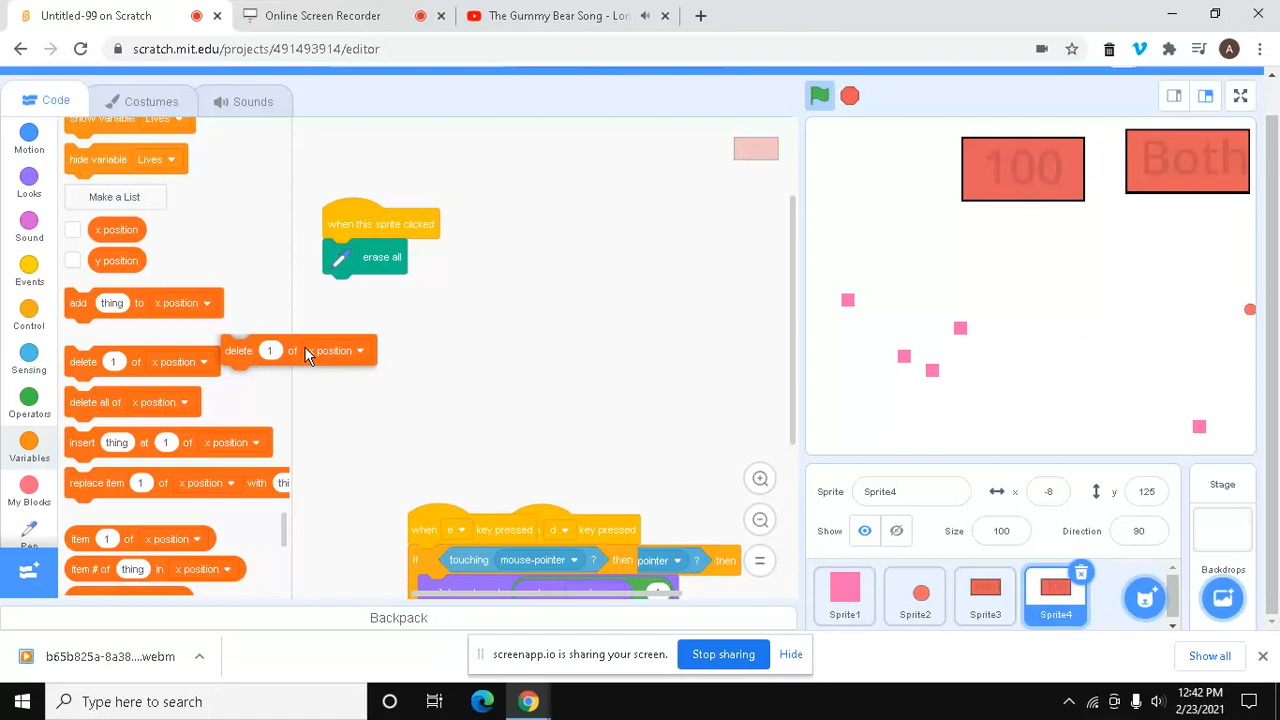 Untitled-99 on Scratch
Online Screen Recorder
The Gummy Bear Song - Lon
scratch.mit.edu/projects/491493914/editor
A
Code
Costumes
Sounds
Motion
Looks
Sound
Events
Control
Sensing
Operators
Variables
My Blocks
Pen
show variable Lives
hide variable Lives
Make a List
x position
y position
add thing to x position
delete 1 of x position
delete all of x position
insert thing at 1 of x position
replace item 1 of x position with thi
item 1 of x position
item # of thing in x position
when this sprite clicked
erase all
delete 1 of x position
when e key pressed
d key pressed
if touching mouse-pointer ? then
pointer ? then
100
Both
Sprite Sprite4 x -8 y 125
Show Size 100 Direction 90
Sprite1
Sprite2
Sprite3
Sprite4
Stage
Backdrops
Backpack
b65b825a-8a38....webm
screenapp.io is sharing your screen.
Stop sharing
Hide
Show all
Type here to search
12:42 PM
2/23/2021